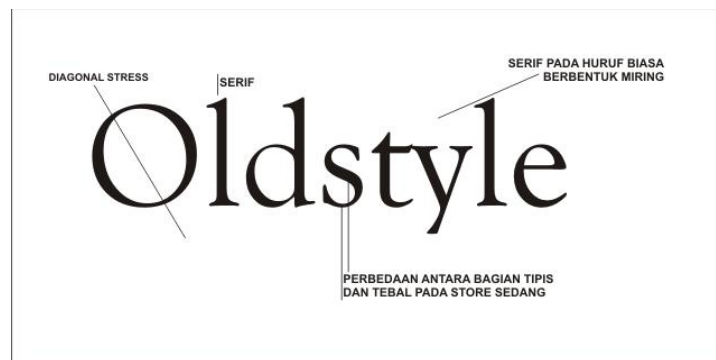 DIAGONAL STRESS
SERIF
SERIF PADA HURUF BIASA
BERBENTUK MIRING
Oldstyle
PERBEDAAN ANTARA BAGIAN TIPIS
DAN TEBAL PADA STORE SEDANG